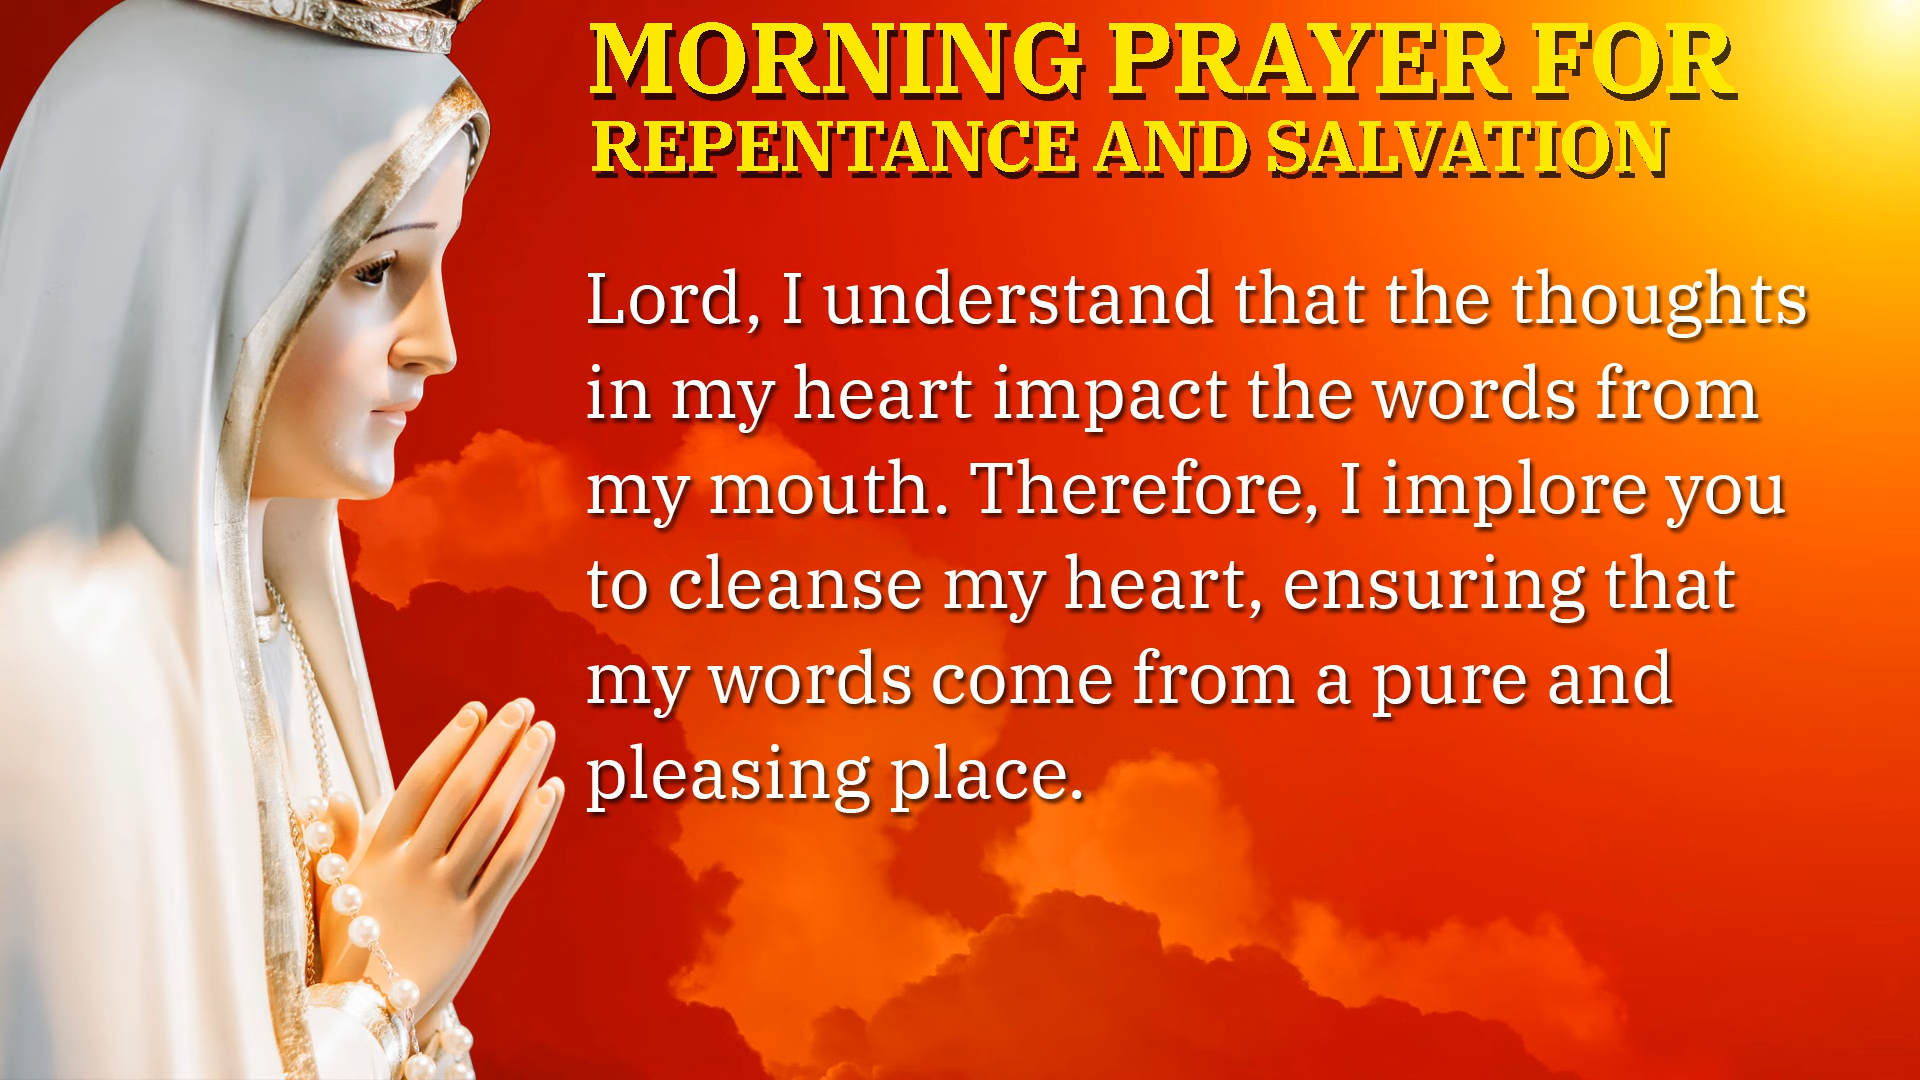 MORNING PRAYER FOR
REPENTANCE AND SALVATION
Lord, I understand that the thoughts
in my heart impact the words from
my mouth. Therefore, I implore you
to cleanse my heart, ensuring that
my words come from a pure and
pleasing place.